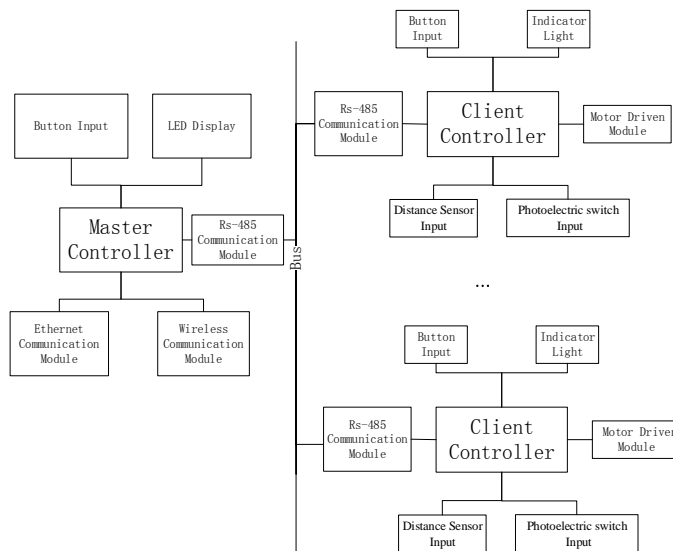 Button Input
LED Display
Master
Controller
Rs-485
Communication
Module
Ethernet
Communication
Module
Wireless
Communication
Module
Bus
Button
Input
Indicator
Light
Rs-485
Communication
Module
Client
Controller
Motor Driven
Module
Distance Sensor
Input
Photoelectric switch
Input
...
Button
Input
Indicator
Light
Rs-485
Communication
Module
Client
Controller
Motor Driven
Module
Distance Sensor
Input
Photoelectric switch
Input